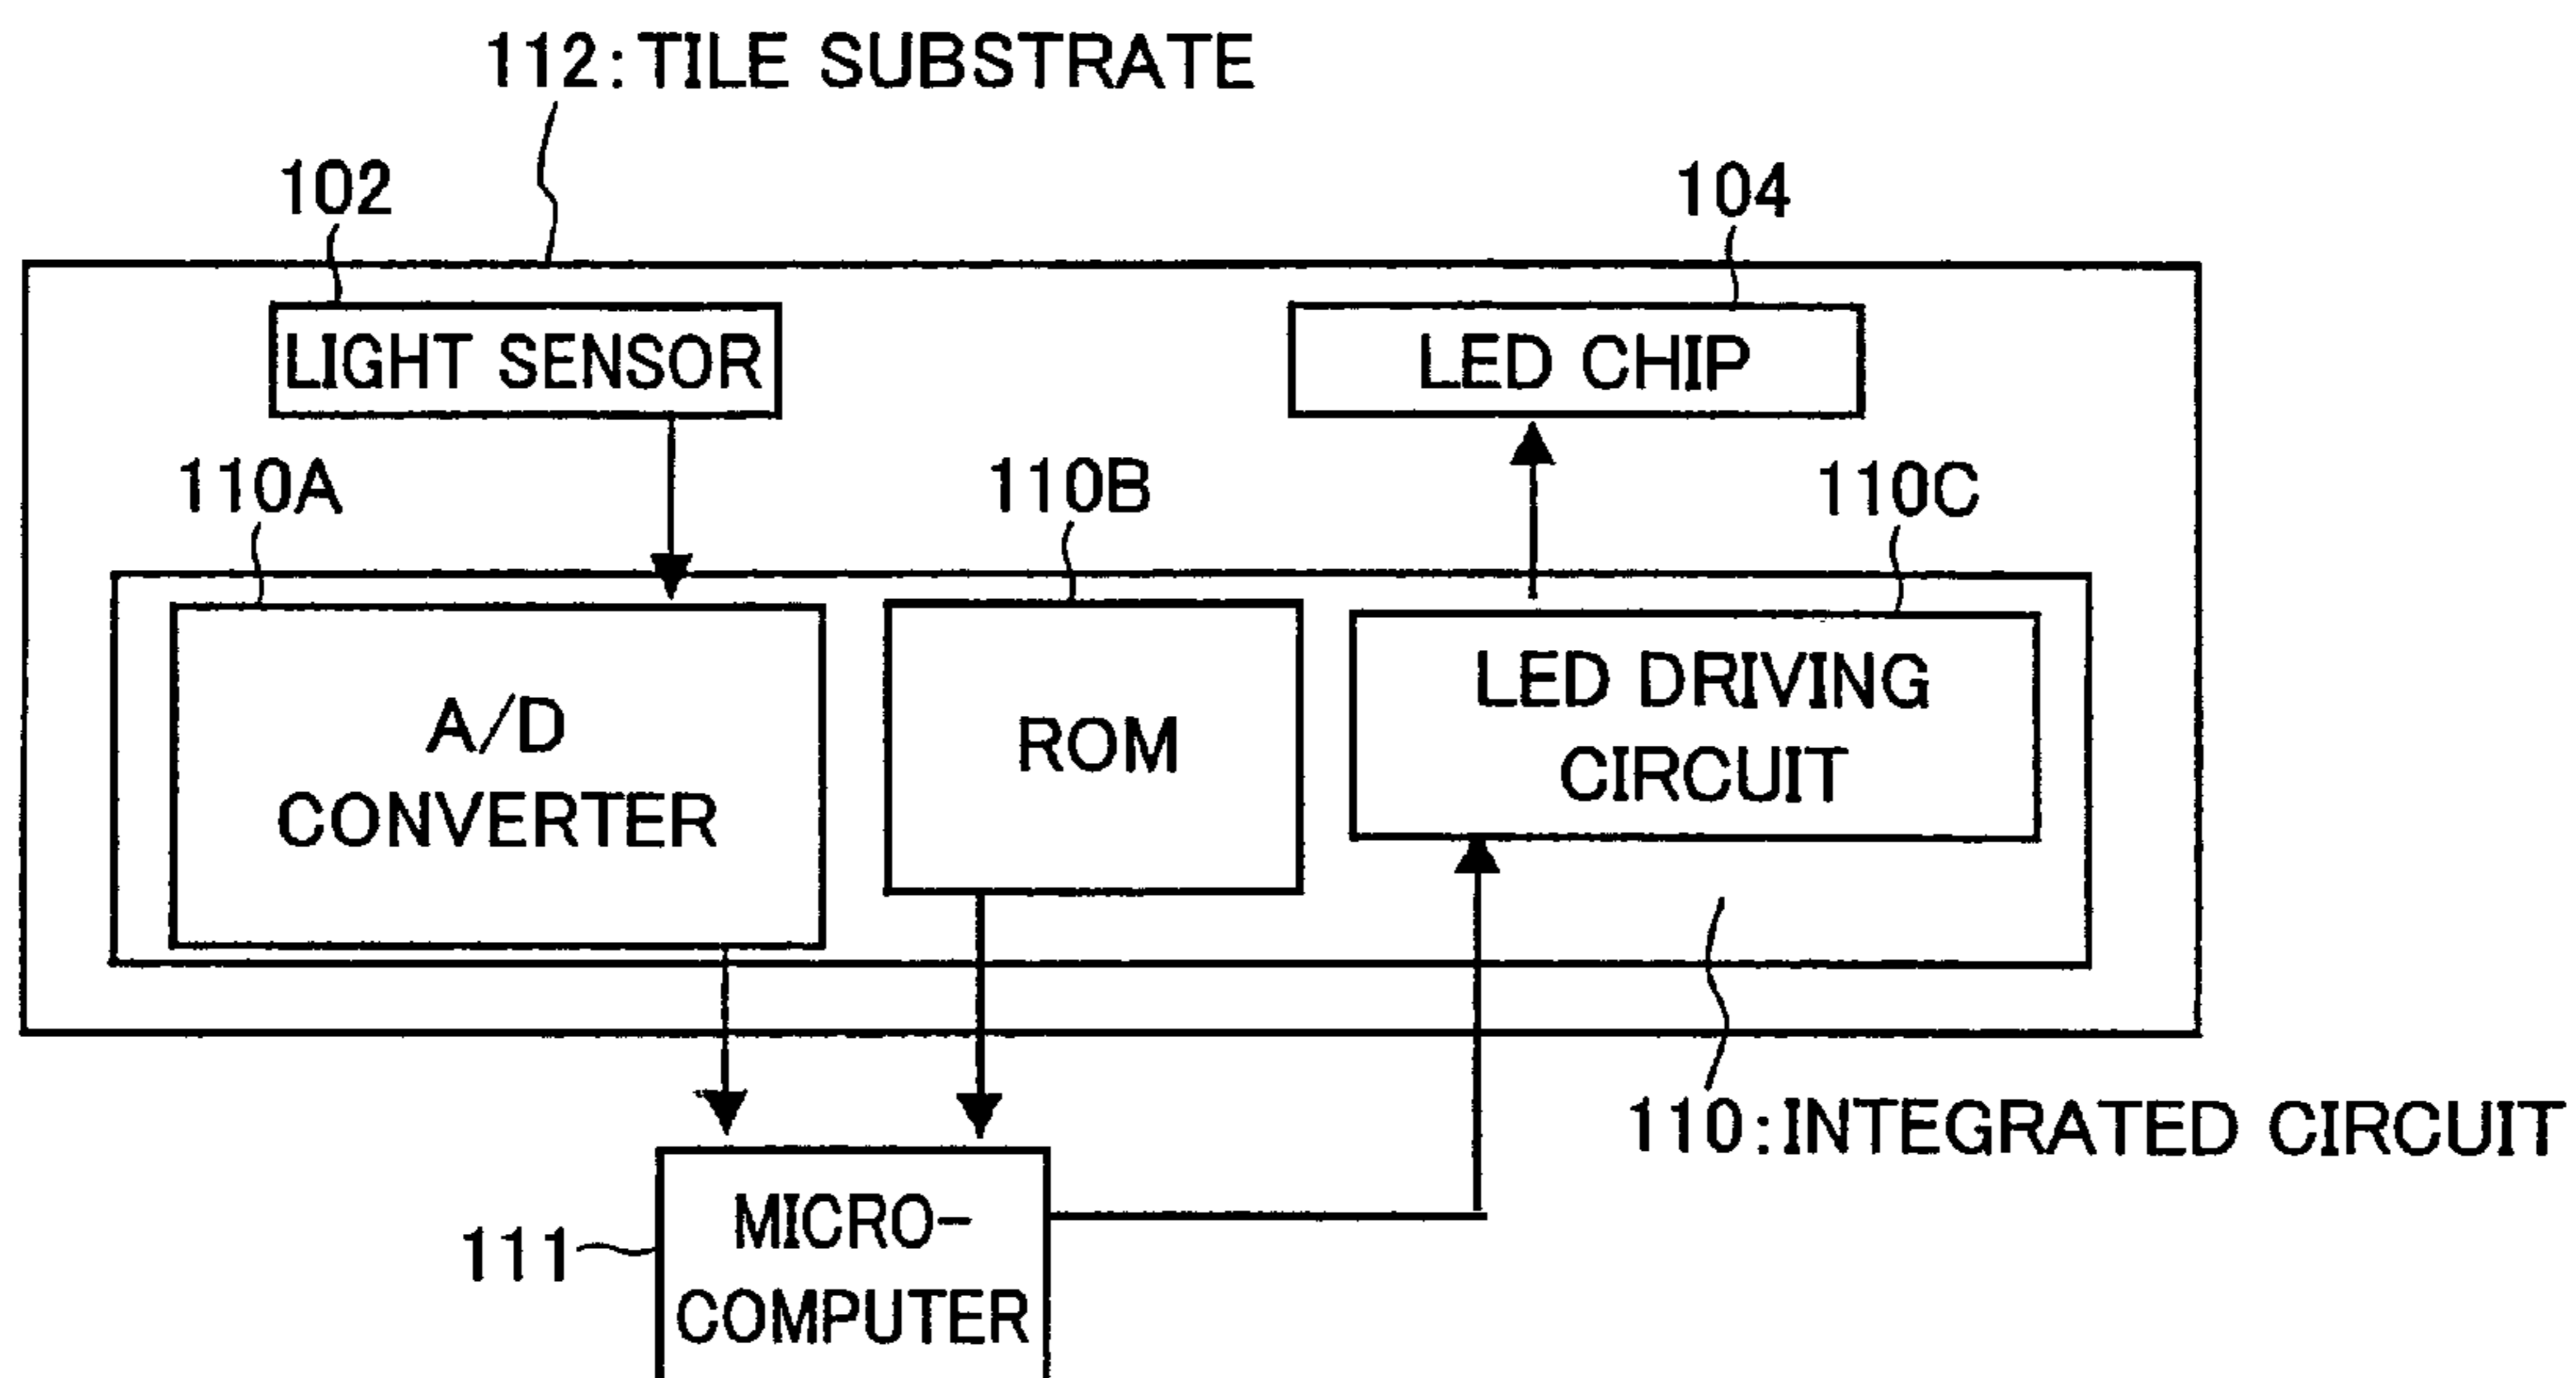 112:TILE SUBSTRATE
102
104
LIGHT SENSOR
LED CHIP
110A
110B
110C
A/D
CONVERTER
ROM
LED DRIVING
CIRCUIT
110:INTEGRATED CIRCUIT
111
MICRO-
COMPUTER